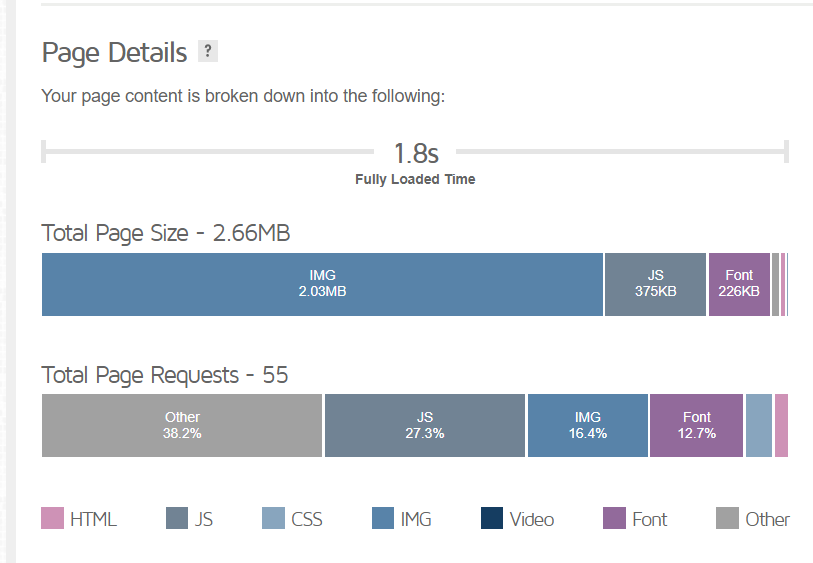 Page Details ?
Your page content is broken down into the following:
1.8s
Fully Loaded Time
Total Page Size - 2.66MB
IMG JS Font
2.03MB 375KB 226KB
Total Page Requests - 55
Other JS IMG Font
38.2% 27.3% 16.4% 12.7%
HTML JS CSS IMG Video Font Other